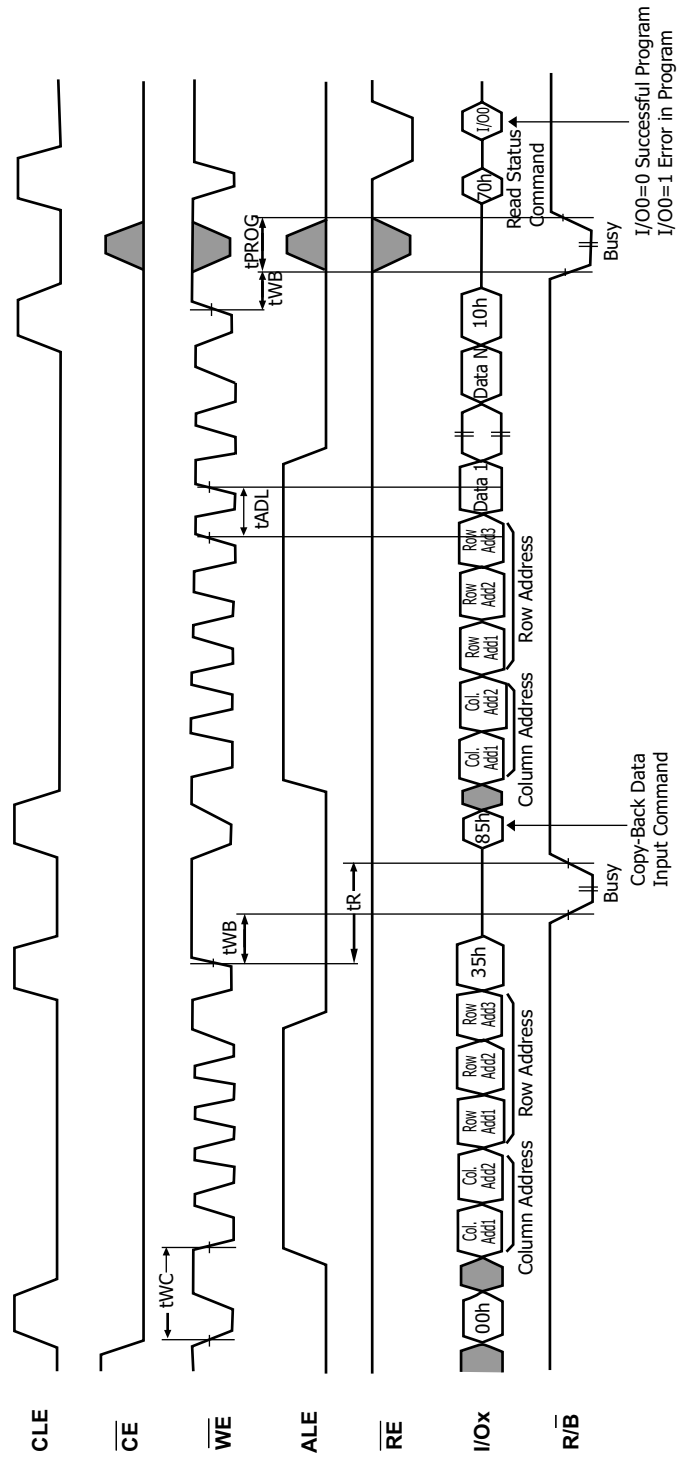 CLE
CE
WE
ALE
RE
I/Ox
R/B
tWC
tWB
tR
tADL
tWB
tPROG
00h
Col. Add1
Col. Add2
Row Add1
Row Add2
Row Add3
35h
85h
Col. Add1
Col. Add2
Row Add1
Row Add2
Row Add3
Data 1
Data N
10h
70h
I/O0
Column Address
Row Address
Column Address
Row Address
Read Status
Command
Busy
Busy
Copy-Back Data
Input Command
I/O0=0 Successful Program
I/O0=1 Error in Program